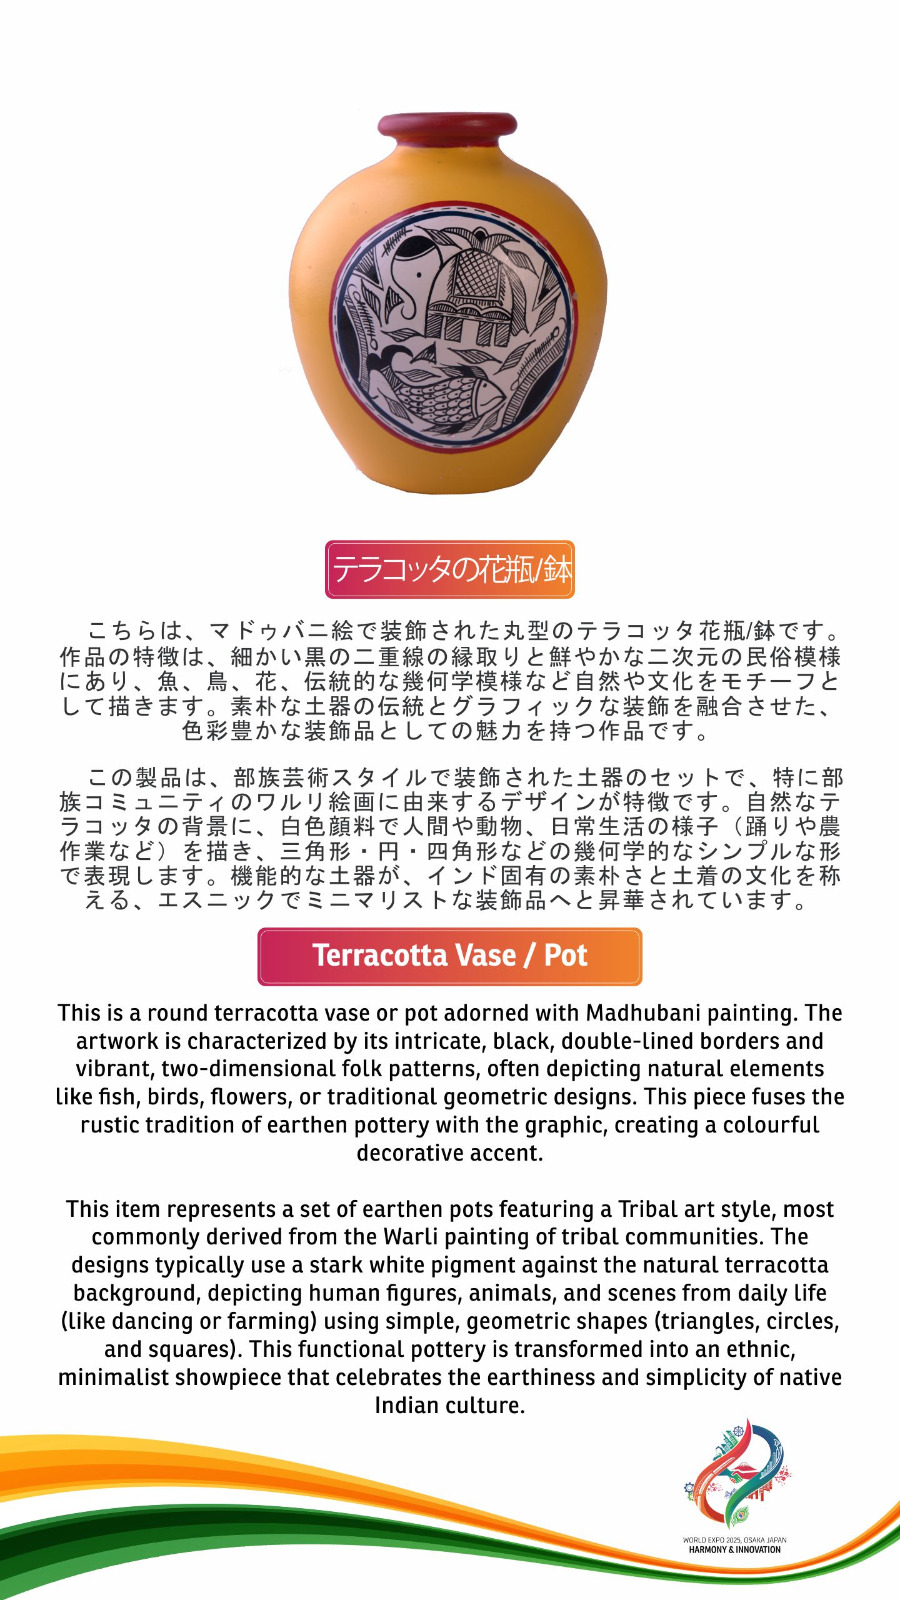 テラコッタの花瓶/鉢
こちらは、マドゥバニ絵で装飾された丸型のテラコッタ花瓶/鉢です。
作品の特徴は、細かい黒の二重線の縁取りと鮮やかな二次元の民俗模様
にあり、魚、鳥、花、伝統的な幾何学模様など自然や文化をモチーフと
して描きます。素朴な土器の伝統とグラフィックな装飾を融合させた、
色彩豊かな装飾品としての魅力を持つ作品です。
この製品は、部族芸術スタイルで装飾された土器のセットで、特に部
族コミュニティのワルリ絵画に由来するデザインが特徴です。自然なテ
ラコッタの背景に、白色顔料で人間や動物、日常生活の様子（踊りや農
作業など）を描き、三角形・円・四角形などの幾何学的なシンプルな形
で表現します。機能的な土器が、インド固有の素朴さと土着の文化を称
える、エスニックでミニマリストな装飾品へと昇華されています。
Terracotta Vase / Pot
This is a round terracotta vase or pot adorned with Madhubani painting. The
artwork is characterized by its intricate, black, double-lined borders and
vibrant, two-dimensional folk patterns, often depicting natural elements
like fish, birds, flowers, or traditional geometric designs. This piece fuses the
rustic tradition of earthen pottery with the graphic, creating a colourful
decorative accent.
This item represents a set of earthen pots featuring a Tribal art style, most
commonly derived from the Warli painting of tribal communities. The
designs typically use a stark white pigment against the natural terracotta
background, depicting human figures, animals, and scenes from daily life
(like dancing or farming) using simple, geometric shapes (triangles, circles,
and squares). This functional pottery is transformed into an ethnic,
minimalist showpiece that celebrates the earthiness and simplicity of native
Indian culture.
WORLD EXPO 2025, OSAKA JAPAN
HARMONY & INNOVATION